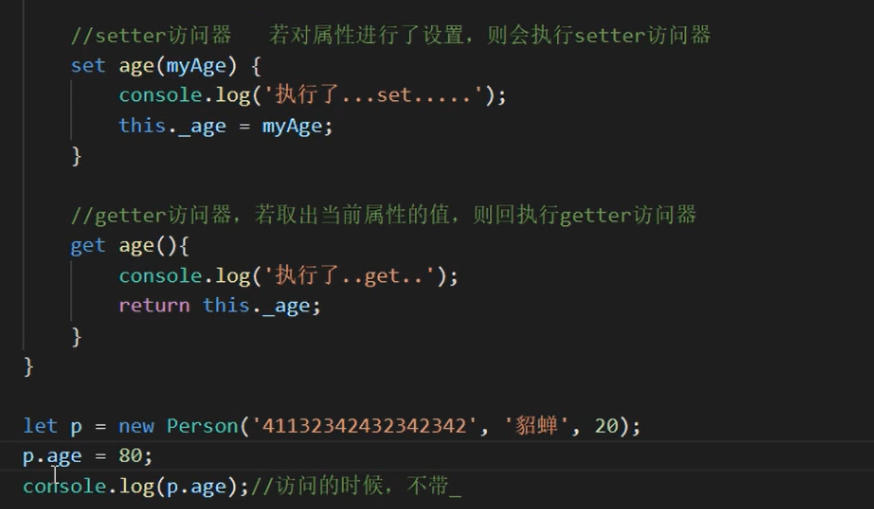 //setter访问器   若对属性进行了设置，则会执行setter访问器
set age(myAge) {
console.log('执行了...set.....');
this._age = myAge;
}
//getter访问器，若取出当前属性的值，则回执行getter访问器
get age(){
console.log('执行了..get..');
return this._age;
}
}
let p = new Person('41132342432342342', '貂蝉', 20);
p.age = 80;
console.log(p.age);//访问的时候，不带_